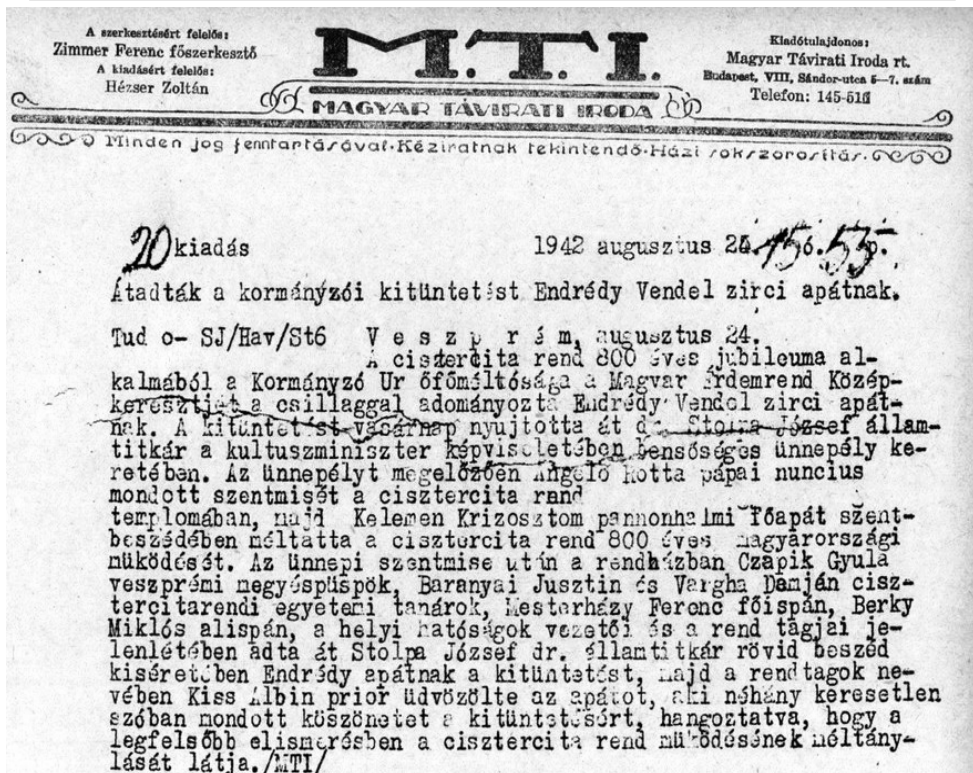 A szerkesztésért felelős:
Zimmer Ferenc főszerkesztő
A kiadásért felelős:
Hézser Zoltán
M.T.I.
MAGYAR TÁVIRATI IRODA
Kiadótulajdonos:
Magyar Távirati Iroda rt.
Budapest, VIII, Sándor-utca 5—7. szám
Telefon: 145-510
Minden jog fenntartásával·Kéziratnak tekintendő·Házi sokszorosítás·
20 kiadás 1942 augusztus 24. 15 ó. 53 p.
Átadták a kormányzói kitüntetést Endrédy Vendel zirci apátnak.
Tud o- SJ/Hav/St6 V e s z p r é m, augusztus 24.
A cisztercita rend 800 éves jubileuma al-
kalmából a Kormányzó Ur őfőméltósága a Magyar Érdemrend Közép-
keresztjét a csillaggal adományozta Endrédy Vendel zirci apát-
nak. A kitüntetést vasárnap nyujtotta át dr. Stolpa József állam-
titkár a kultuszminiszter képviseletében bensőséges ünnepély ke-
retében. Az ünnepélyt megelőzően Angelo Rotta pápai nuncius
mondott szentmisét a cisztercita rend
templomában, majd Kelemen Krizosztom pannonhalmi főapát szent-
beszédében méltatta a cisztercita rend 800 éves magyarországi
müködését. Az ünnepi szentmise után a rendházban Czapik Gyula
veszprémi megyéspüspök, Baranyai Jusztin és Vargha Damján cisz-
tercitarendi egyetemi tanárok, Mesterházy Ferenc főispán, Berky
Miklós alispán, a helyi hatóságok vezetői és a rend tagjai je-
lenlétében adta át Stolpa József dr. államtitkár rövid beszéd
kiséretében Endrédy apátnak a kitüntetést, majd a rendtagok ne-
vében Kiss Albin prior üdvözölte az apátot, aki néhány keresetlen
szóban mondott köszönetet a kitüntetésért, hangoztatva, hogy a
legfelsőbb elismerésben a cisztercita rend müködésének méltány-
lását látja./MTI/